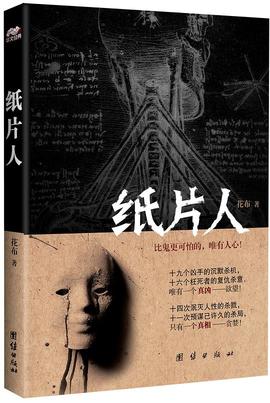 纸片人
花布 著
纸片人
花布 著
比鬼更可怕的，唯有人心！
十九个凶手的沉默杀机，
十六个枉死者的复仇杀意，
唯有一个真凶——欲望！
十四次泯灭人性的杀戮，
十一次预谋已许久的杀局，
只有一个真相——贪婪！
团结出版社